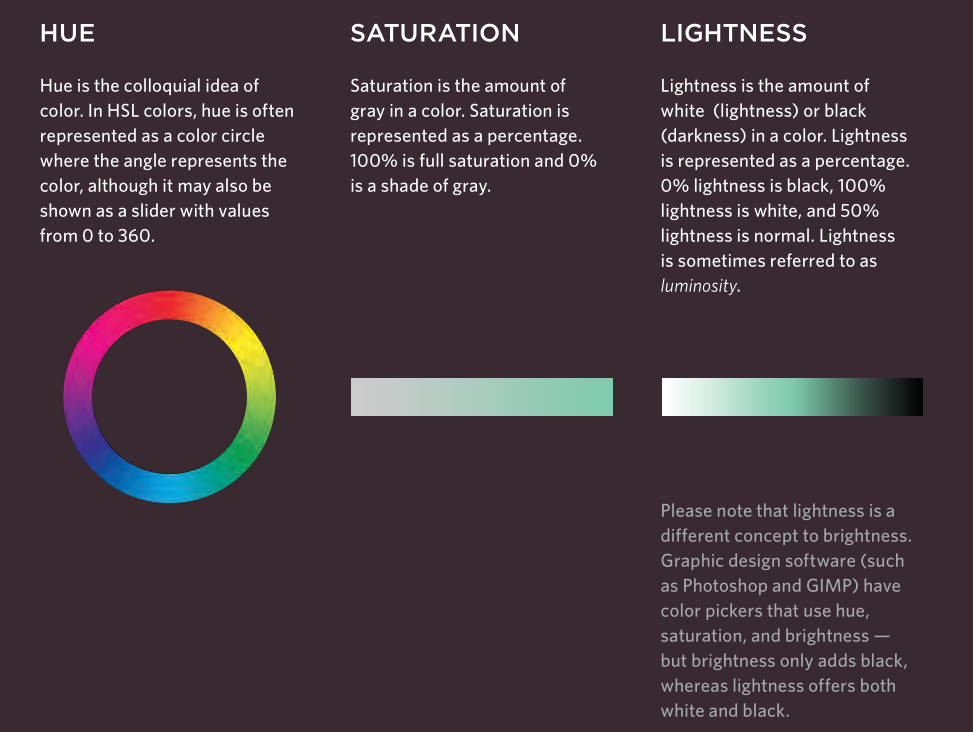 HUE
Hue is the colloquial idea of
color. In HSL colors, hue is often
represented as a color circle
where the angle represents the
color, although it may also be
shown as a slider with values
from 0 to 360.
SATURATION
Saturation is the amount of
gray in a color. Saturation is
represented as a percentage.
100% is full saturation and 0%
is a shade of gray.
LIGHTNESS
Lightness is the amount of
white  (lightness) or black
(darkness) in a color. Lightness
is represented as a percentage.
0% lightness is black, 100%
lightness is white, and 50%
lightness is normal. Lightness
is sometimes referred to as
luminosity.
Please note that lightness is a
different concept to brightness.
Graphic design software (such
as Photoshop and GIMP) have
color pickers that use hue,
saturation, and brightness —
but brightness only adds black,
whereas lightness offers both
white and black.